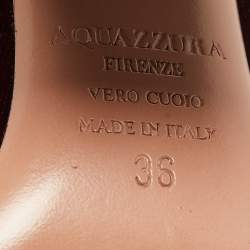 AQUAZZURA
FIRENZE
VERO CUOIO
MADE IN ITALY
36